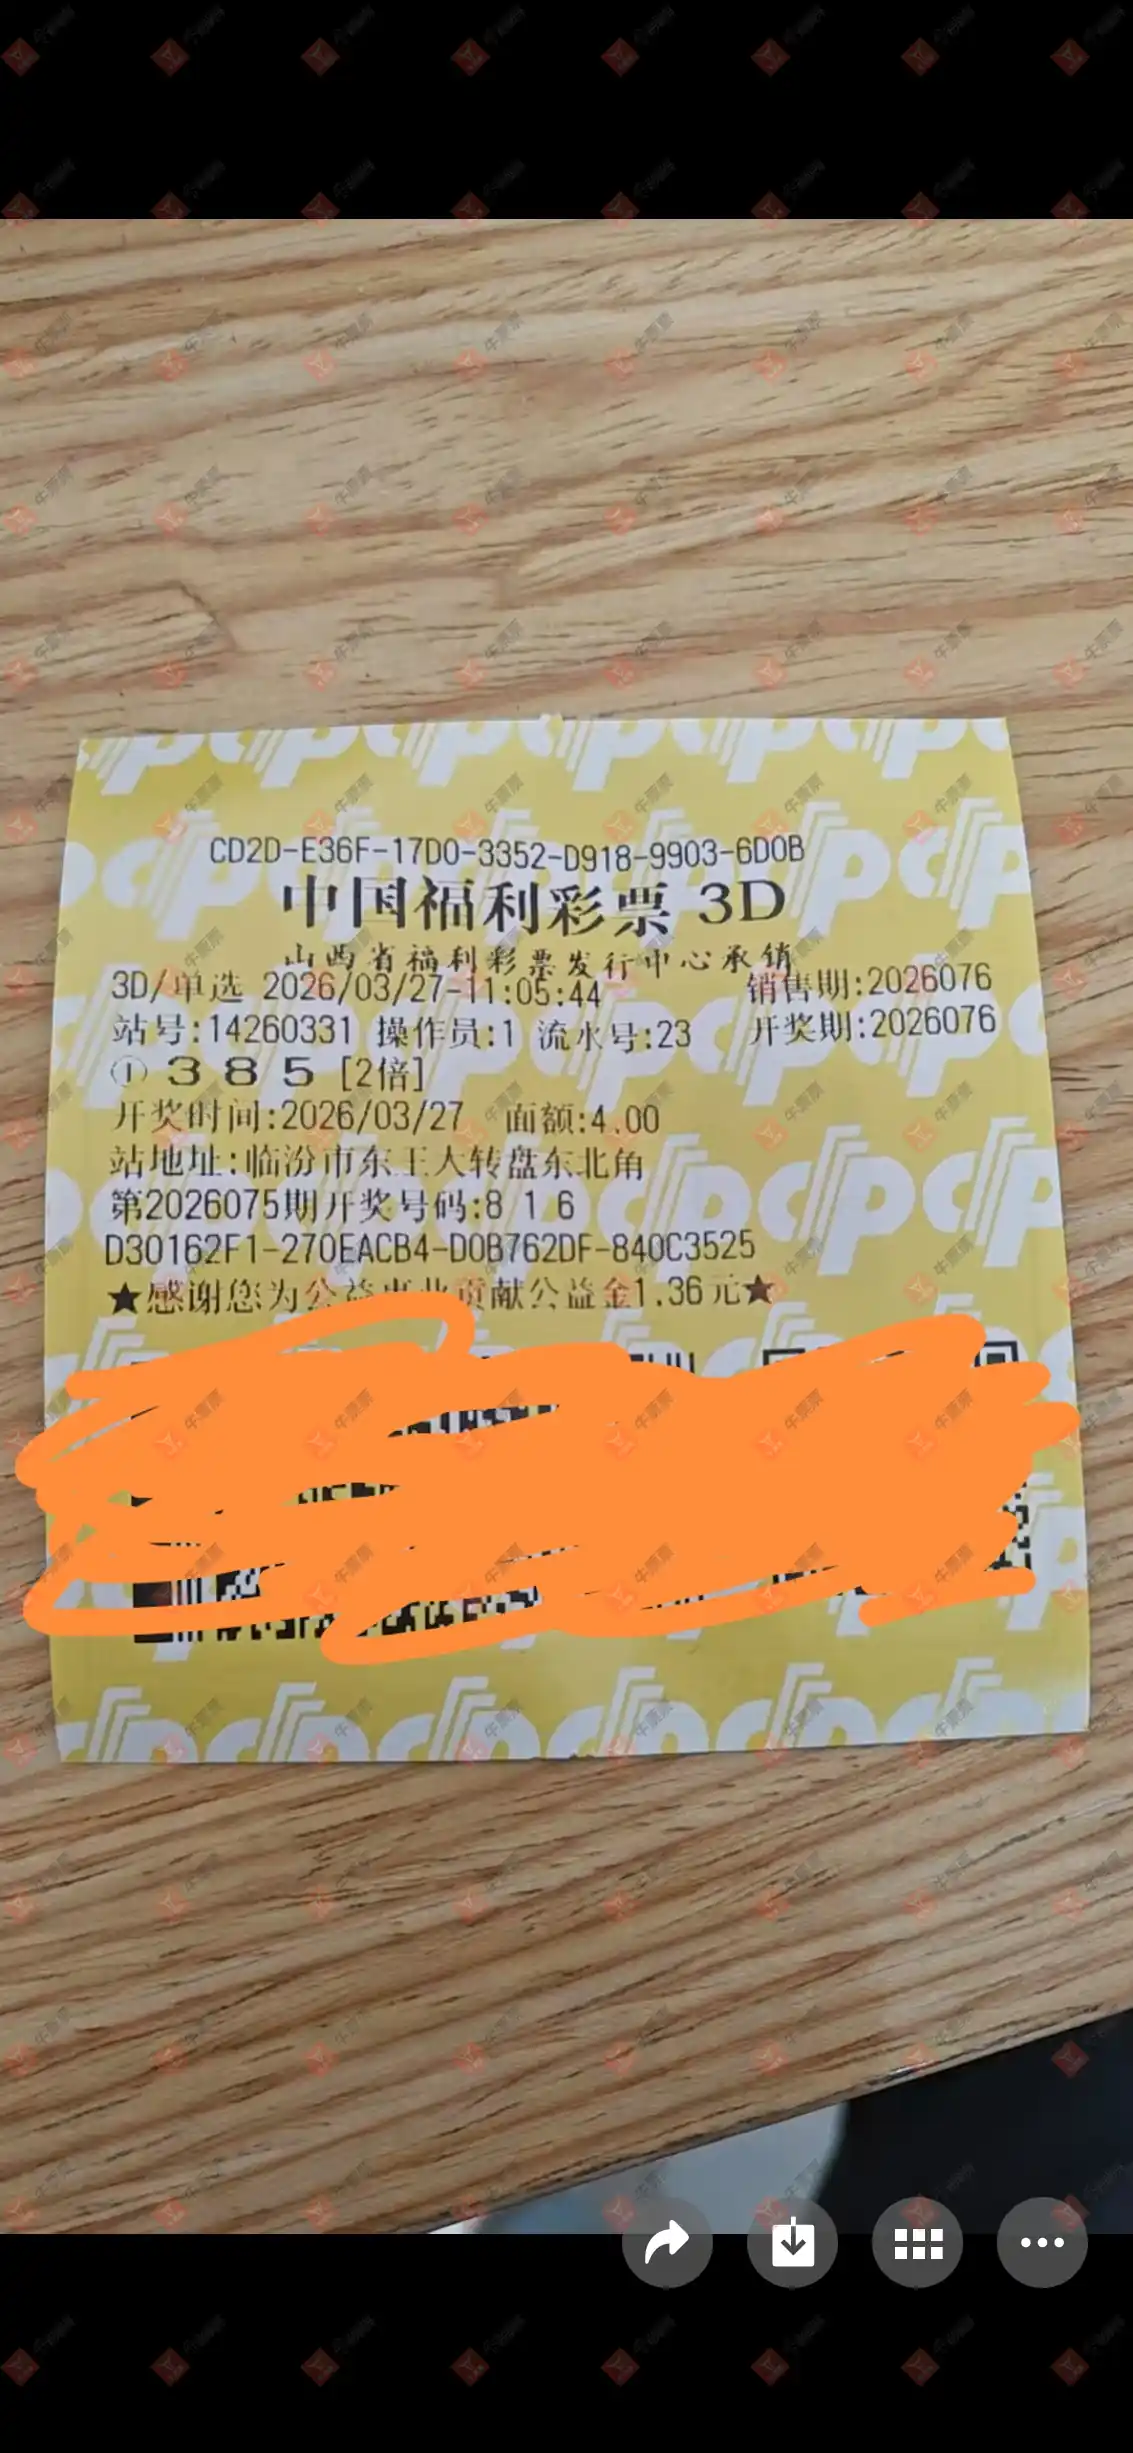 CD2D-E36F-17D0-3352-D918-9903-6D0B
中国福利彩票 3D
山西省福利彩票发行中心承销
3D/单选 2026/03/27-11:05:44 销售期:2026076
站号:14260331 操作员:1 流水号:23 开奖期:2026076
① 3 8 5 [2倍]
开奖时间:2026/03/27 面额:4.00
站地址:临汾市东王大转盘东北角
第2026075期开奖号码:8 1 6
D30162F1-270EACB4-D0B762DF-840C3525
★感谢您为公益事业贡献公益金1.36元★